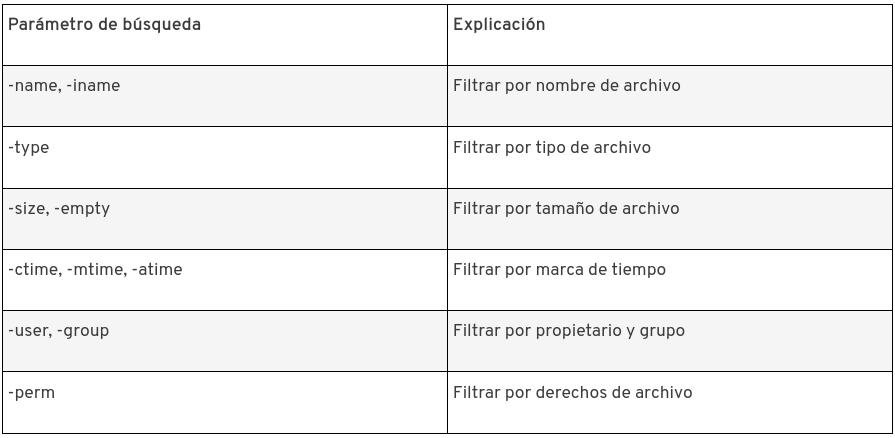 Parámetro de búsqueda Explicación
-name, -iname Filtrar por nombre de archivo
-type Filtrar por tipo de archivo
-size, -empty Filtrar por tamaño de archivo
-ctime, -mtime, -atime Filtrar por marca de tiempo
-user, -group Filtrar por propietario y grupo
-perm Filtrar por derechos de archivo